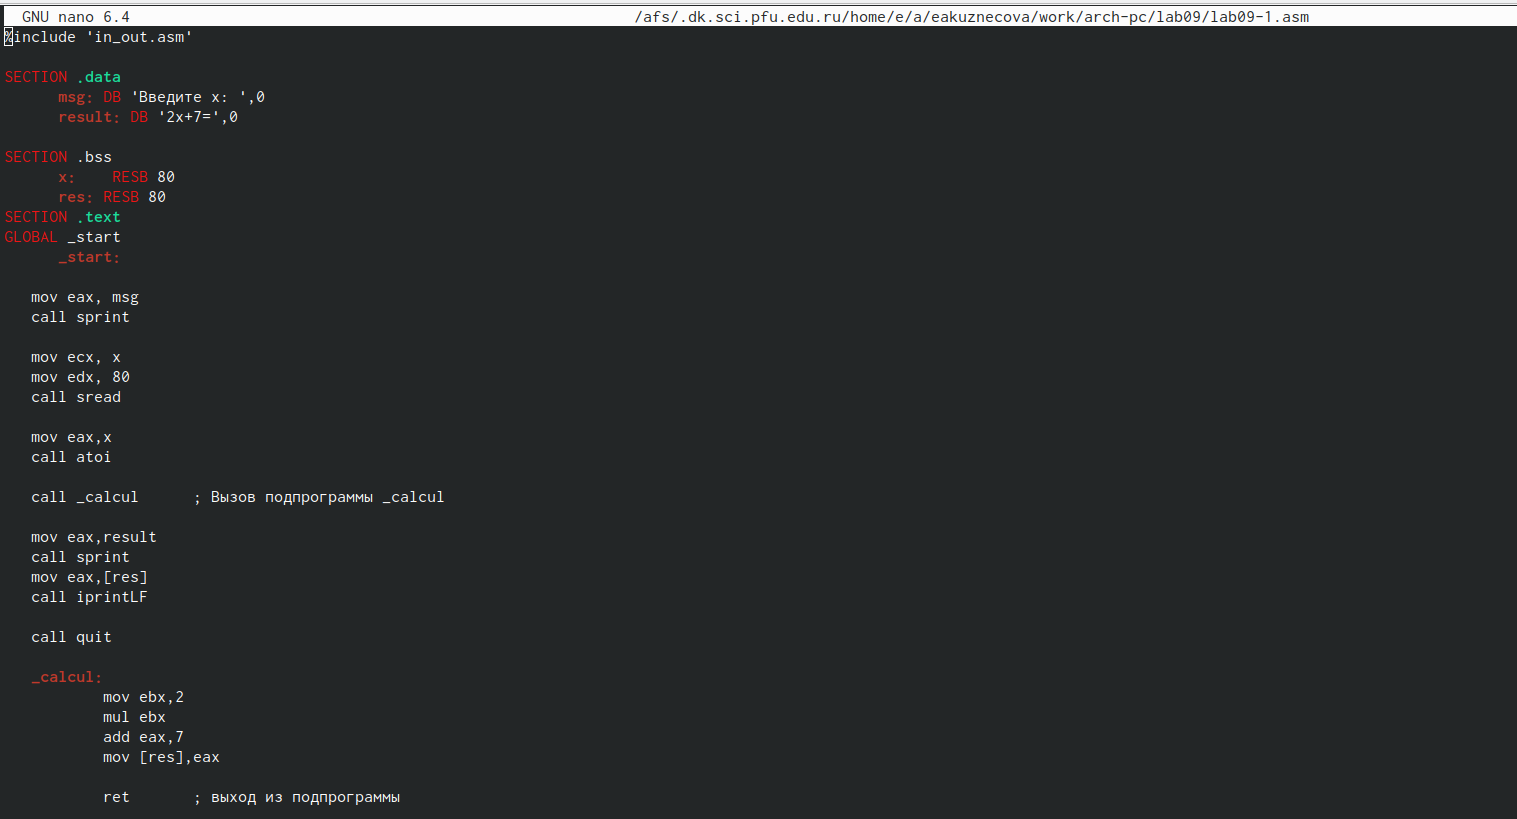 GNU nano 6.4 /afs/.dk.sci.pfu.edu.ru/home/e/a/eakuznecova/work/arch-pc/lab09/lab09-1.asm
%include 'in_out.asm'
SECTION .data
msg: DB 'Введите x: ',0
result: DB '2x+7=',0
SECTION .bss
x: RESB 80
res: RESB 80
SECTION .text
GLOBAL _start
_start:
mov eax, msg
call sprint
mov ecx, x
mov edx, 80
call sread
mov eax,x
call atoi
call _calcul ; Вызов подпрограммы _calcul
mov eax,result
call sprint
mov eax,[res]
call iprintLF
call quit
_calcul:
mov ebx,2
mul ebx
add eax,7
mov [res],eax
ret ; выход из подпрограммы